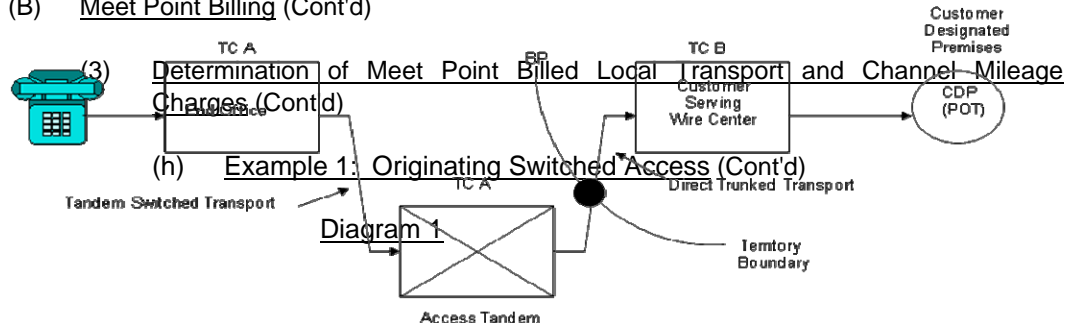 (B) Meet Point Billing (Cont'd)
Customer
Designated
Premises
TC A
BP
TC B
(3) Determination of Meet Point Billed Local Transport and Channel Mileage
Charges (Cont'd)
End Office
Customer
Serving
Wire Center
CDP
(POT)
(h) Example 1: Originating Switched Access (Cont'd)
TC A
Direct Trunked Transport
Tandem Switched Transport
Diagram 1
Territory
Boundary
Access Tandem